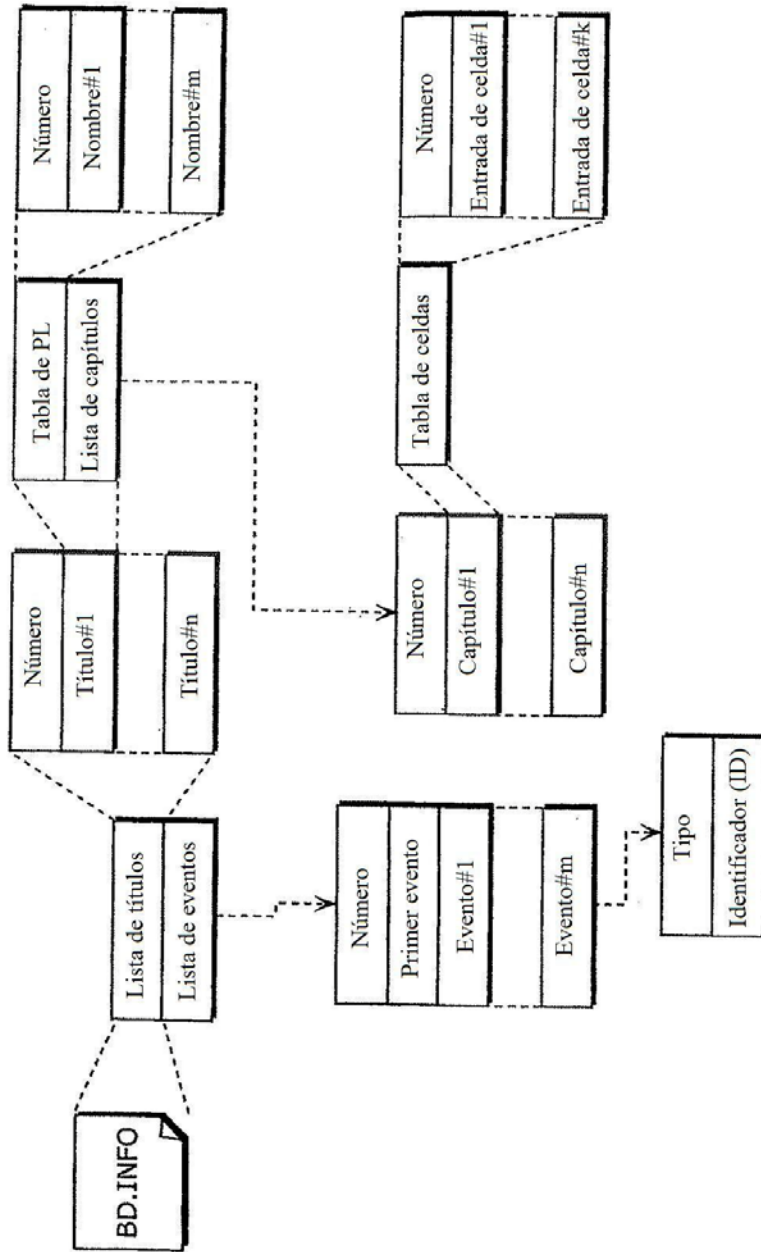 BD.INFO
Lista de títulos
Lista de eventos
Número
Título#1
Título#n
Tabla de PL
Lista de capítulos
Número
Nombre#1
Nombre#m
Número
Primer evento
Evento#1
Evento#m
Tipo
Identificador (ID)
Número
Capítulo#1
Capítulo#n
Tabla de celdas
Número
Entrada de celda#1
Entrada de celda#k